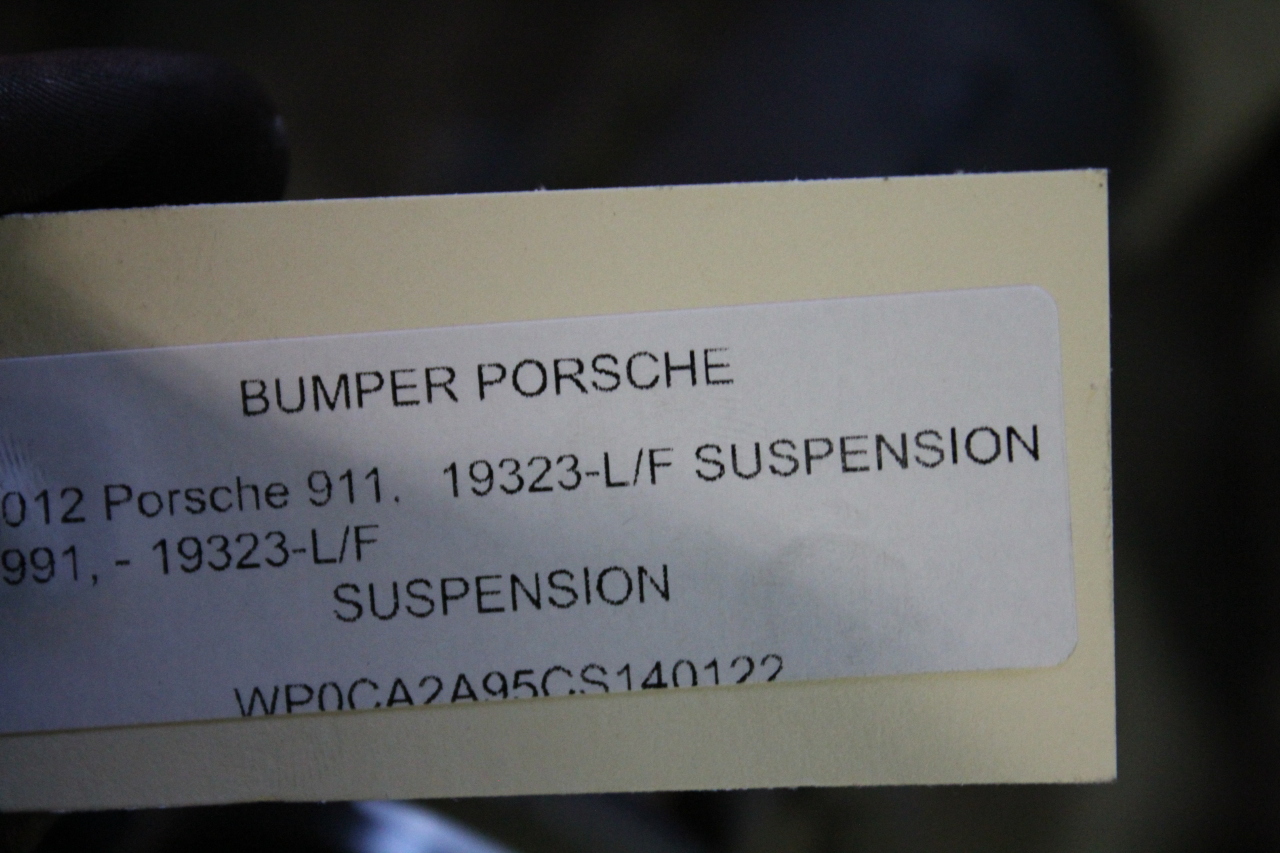 BUMPER PORSCHE
012 Porsche 911. 19323-L/F SUSPENSION
991, - 19323-L/F
SUSPENSION
WP0CA2A95CS140122